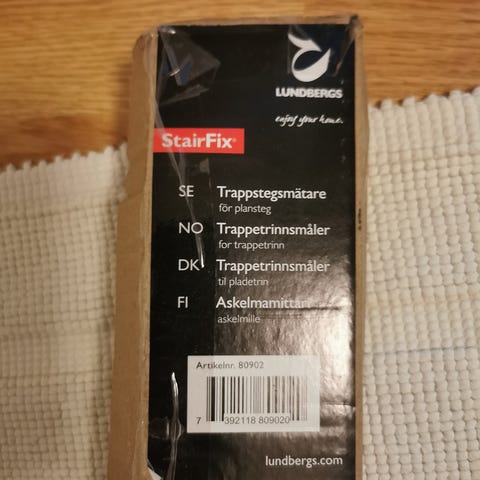 LUNDBERGS
enjoy your home.
StairFix®
SE Trappstegsmätare
för plansteg
NO Trappetrinnsmåler
for trappetrinn
DK Trappetrinnsmåler
til pladetrin
FI Askelmamittari
askelmille
Artikelnr. 80902
7 392118 809020
lundbergs.com